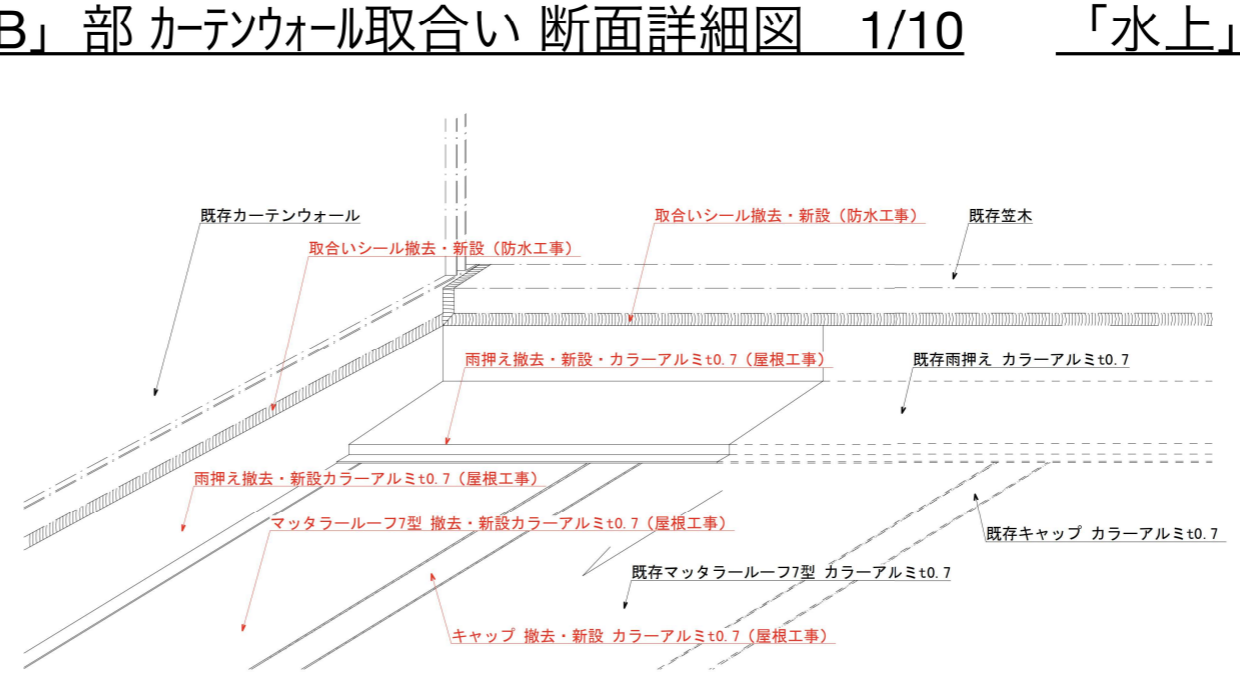 B」部 カーテンウォール取合い 断面詳細図　1/10　「水上」
既存カーテンウォール
取合いシール撤去・新設（防水工事）
既存笠木
取合いシール撤去・新設（防水工事）
雨押え撤去・新設・カラーアルミt0.7（屋根工事）
既存雨押え カラーアルミt0.7
雨押え撤去・新設カラーアルミt0.7（屋根工事）
マッタラールーフ7型 撤去・新設カラーアルミt0.7（屋根工事）
既存キャップ カラーアルミt0.7
既存マッタラールーフ7型 カラーアルミt0.7
キャップ 撤去・新設 カラーアルミt0.7（屋根工事）